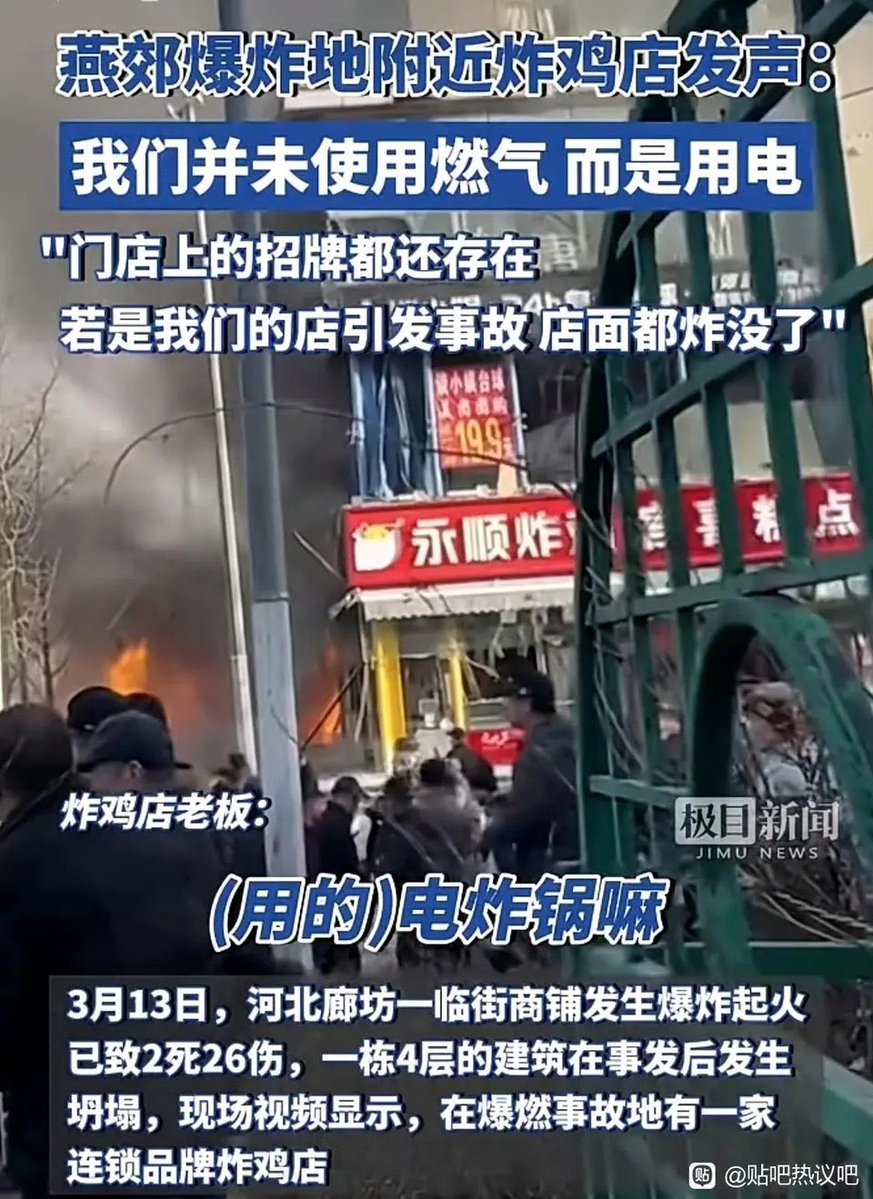 燕郊爆炸地附近炸鸡店发声：
我们并未使用燃气 而是用电
"门店上的招牌都还存在
若是我们的店引发事故 店面都炸没了"
19.9元
永顺炸鸡
糕点
炸鸡店老板：
极目新闻
JIMU NEWS
(用的)电炸锅嘛
3月13日，河北廊坊一临街商铺发生爆炸起火
已致2死26伤，一栋4层的建筑在事发后发生
坍塌，现场视频显示，在爆燃事故地有一家
连锁品牌炸鸡店
贴 @贴吧热议吧